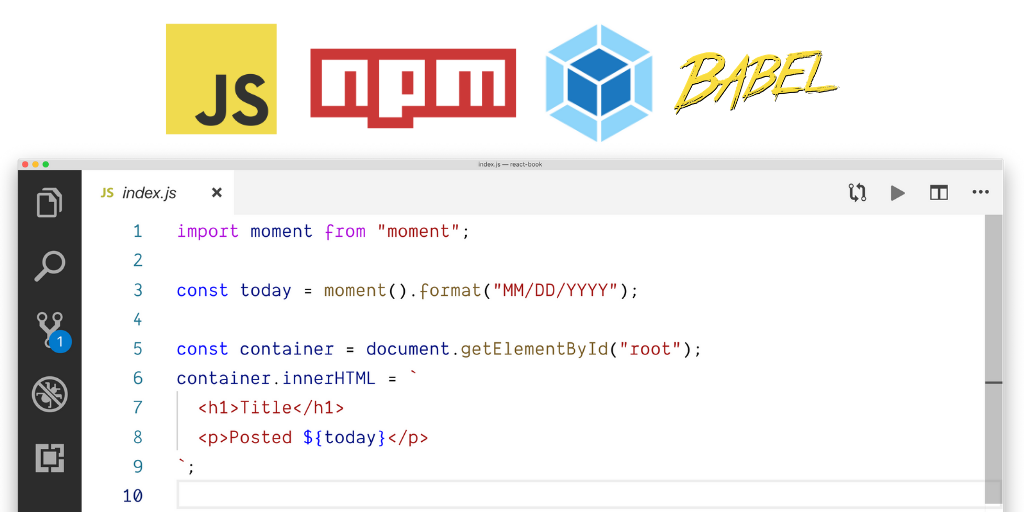 JS
npm
BABEL
index.js — react-book
JS index.js ×
1 import moment from "moment";
2
3 const today = moment().format("MM/DD/YYYY");
4
5 const container = document.getElementById("root");
6 container.innerHTML = `
7 <h1>Title</h1>
8 <p>Posted ${today}</p>
9 `;
10
1